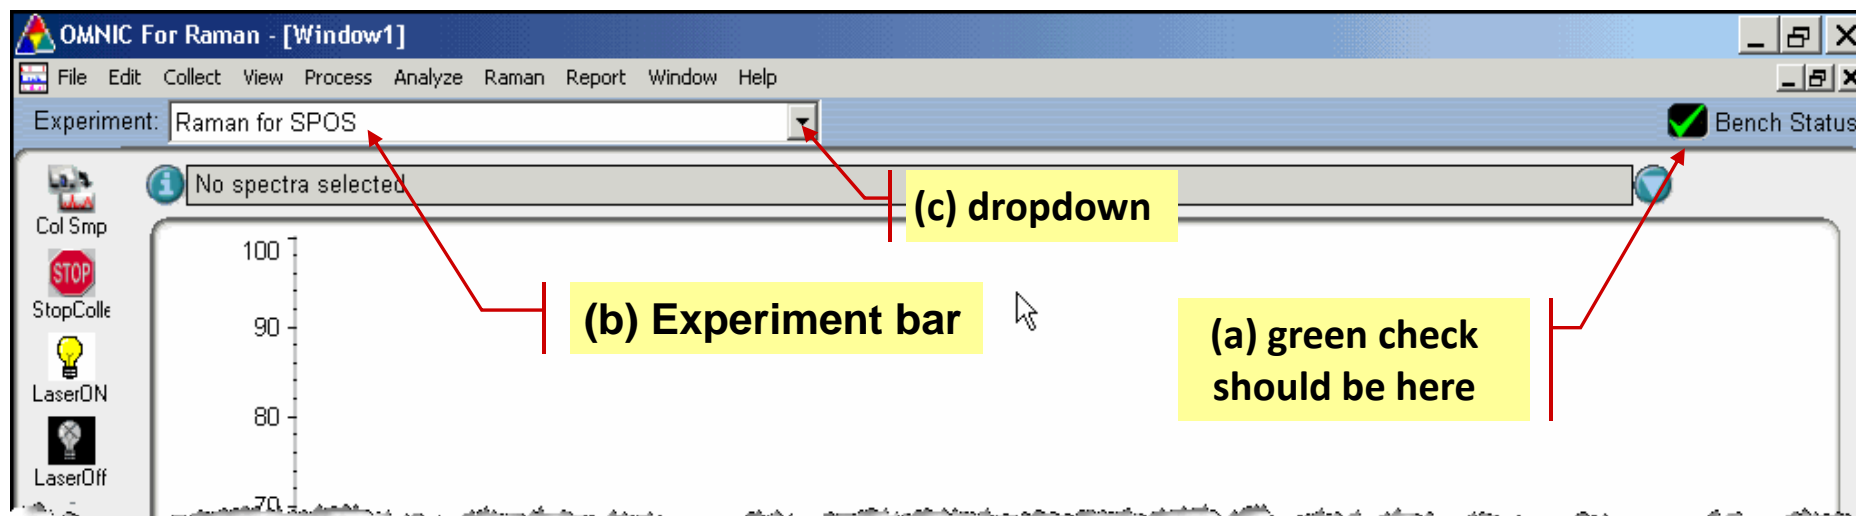 OMNIC For Raman - [Window1]
File Edit Collect View Process Analyze Raman Report Window Help
Experiment: Raman for SPOS
Bench Status
No spectra selected
Col Smp
STOP
StopColle
LaserON
LaserOff
100
90
80
70
(c) dropdown
(b) Experiment bar
(a) green check
should be here